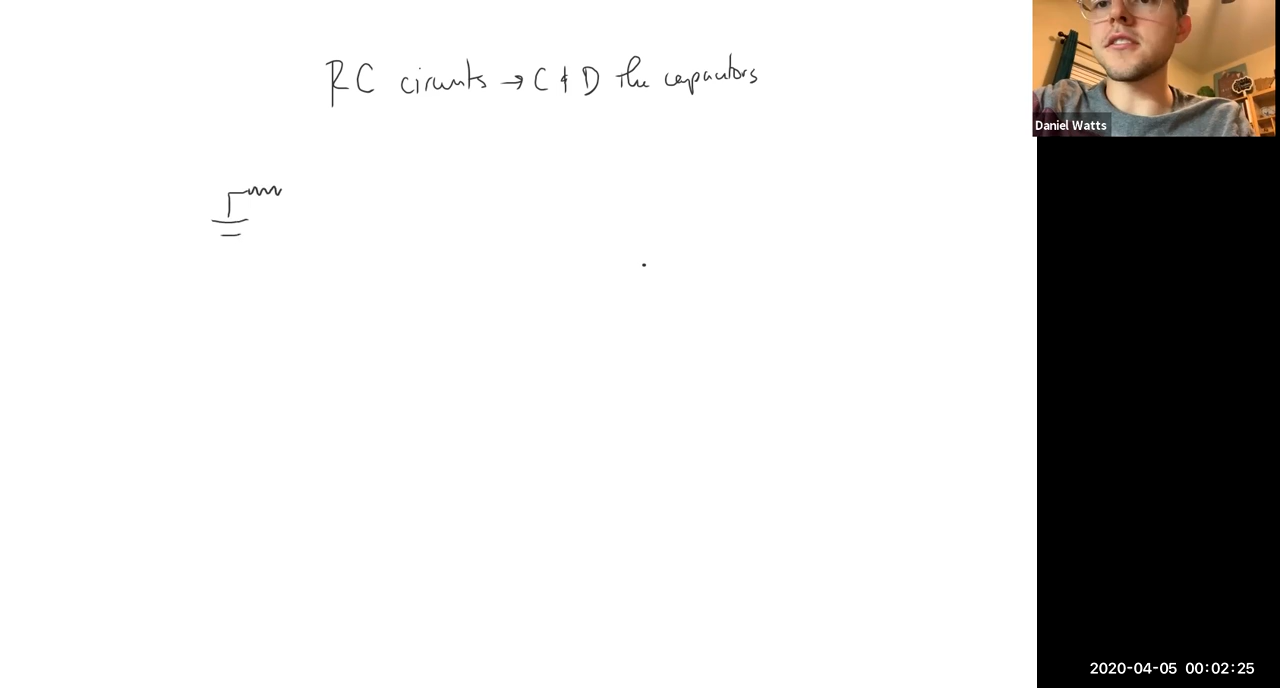 RC circuits → C & D the capacitors
Daniel Watts
2020-04-05 00:02:25